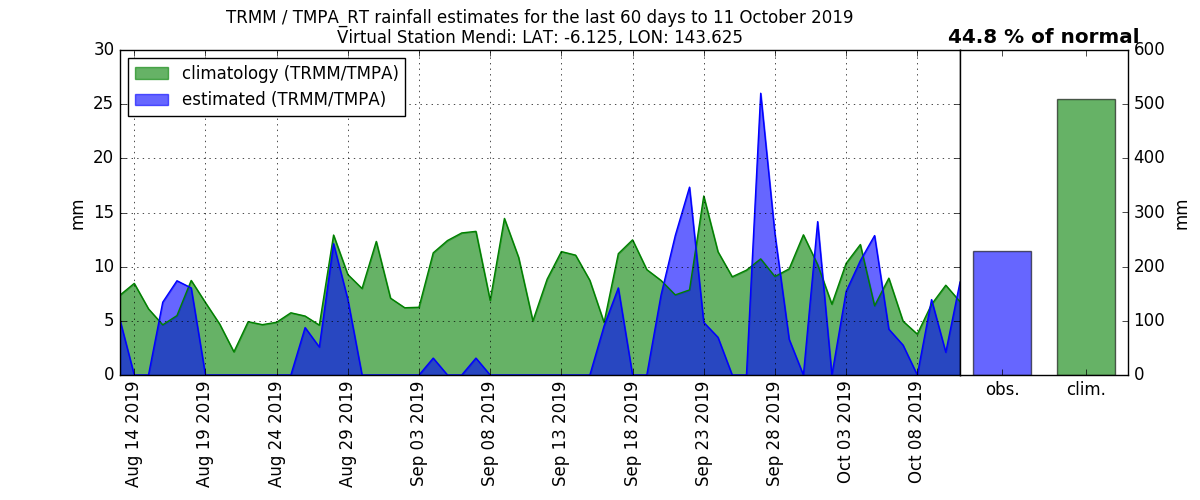 TRMM / TMPA_RT rainfall estimates for the last 60 days to 11 October 2019
Virtual Station Mendi: LAT: -6.125, LON: 143.625
44.8 % of normal
climatology (TRMM/TMPA)
estimated (TRMM/TMPA)
30
25
20
15
10
5
0
mm
Aug 14 2019
Aug 19 2019
Aug 24 2019
Aug 29 2019
Sep 03 2019
Sep 08 2019
Sep 13 2019
Sep 18 2019
Sep 23 2019
Sep 28 2019
Oct 03 2019
Oct 08 2019
600
500
400
300
200
100
0
mm
obs.
clim.